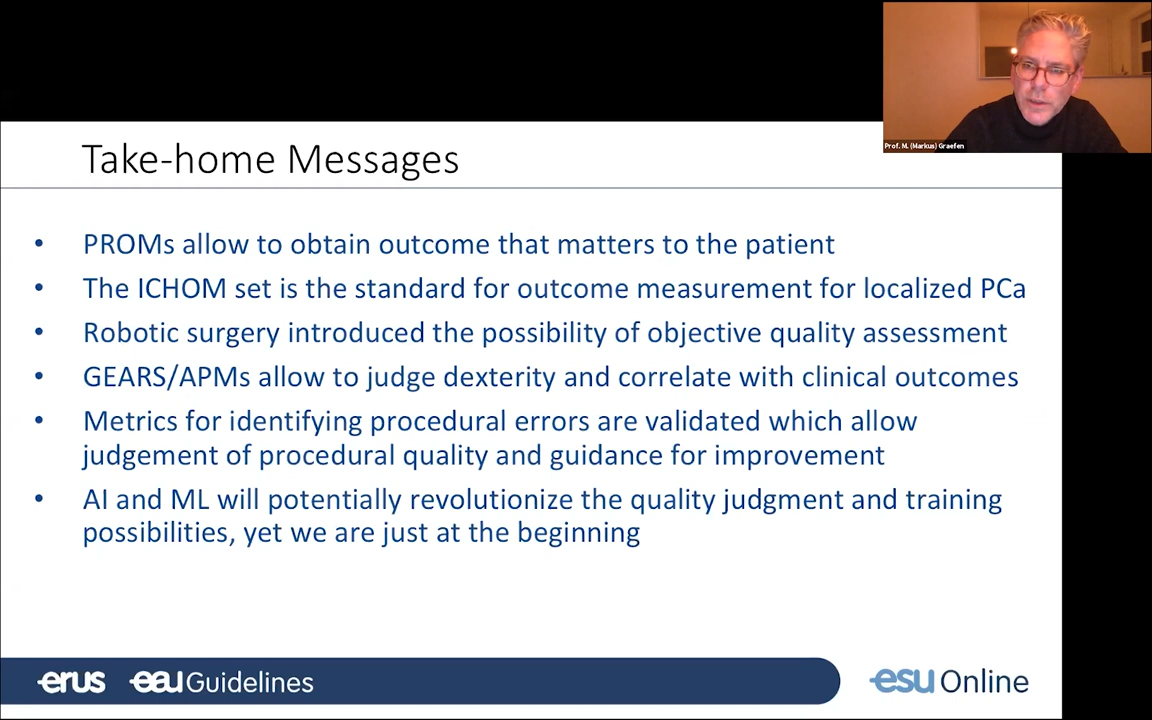 Prof. M. (Markus) Graefen
Take-home Messages
• PROMs allow to obtain outcome that matters to the patient
• The ICHOM set is the standard for outcome measurement for localized PCa
• Robotic surgery introduced the possibility of objective quality assessment
• GEARS/APMs allow to judge dexterity and correlate with clinical outcomes
• Metrics for identifying procedural errors are validated which allow
judgement of procedural quality and guidance for improvement
• AI and ML will potentially revolutionize the quality judgment and training
possibilities, yet we are just at the beginning
erus eau Guidelines esu Online